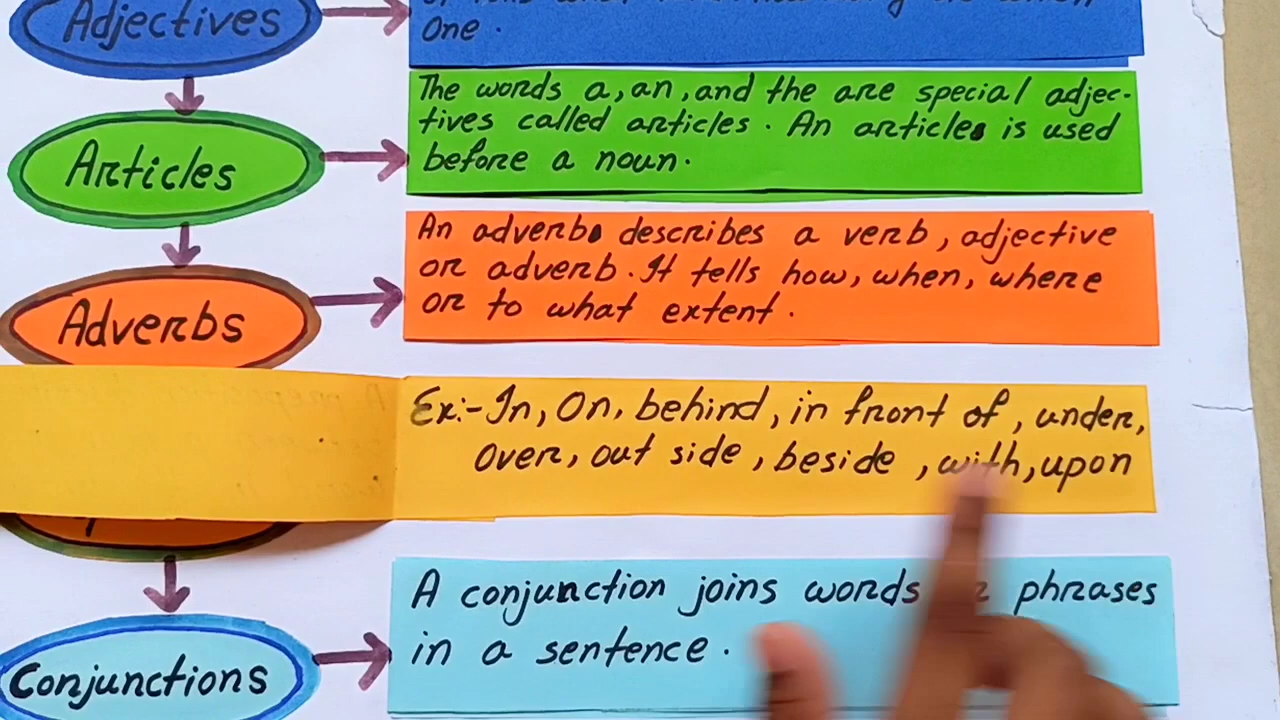 Adjectives
One.
Articles
The words a, an, and the are special adjec-
tives called articles. An article is used
before a noun.
Adverbs
An adverb describes a verb, adjective
or adverb. It tells how, when, where
or to what extent.
Ex:- In, On, behind, in front of, under,
over, out side, beside, with, upon
Conjunctions
A conjunction joins words phrases
in a sentence.